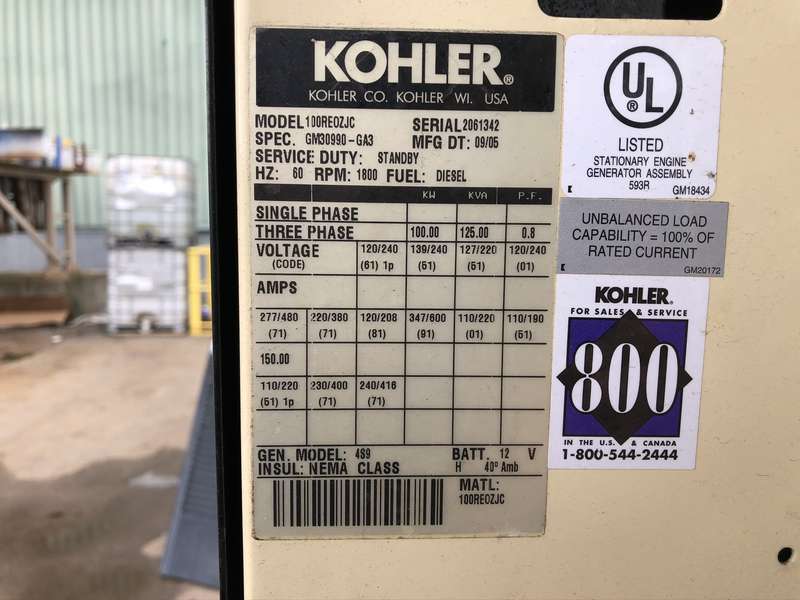 KOHLER®
KOHLER CO. KOHLER WI. USA
MODEL 100REOZJC SERIAL 2061342
SPEC. GM30990-GA3 MFG DT: 09/05
SERVICE DUTY: STANDBY
HZ: 60 RPM: 1800 FUEL: DIESEL
KW KVA P.F.
SINGLE PHASE
THREE PHASE 100.00 125.00 0.8
VOLTAGE 120/240 139/240 127/220 120/240
(CODE) (61) 1p (51) (51) (01)
AMPS
277/480 220/380 120/208 347/600 110/220 110/190
(71) (71) (81) (91) (01) (51)
150.00
110/220 230/400 240/416
(61) 1p (71) (71)
GEN. MODEL: 4S9 BATT. 12 V
INSUL: NEMA CLASS H 40° Amb
MATL:
100REOZJC
UL®
LISTED
STATIONARY ENGINE
GENERATOR ASSEMBLY
593R
GM18434
UNBALANCED LOAD
CAPABILITY = 100% OF
RATED CURRENT
GM20172
KOHLER®
FOR SALES & SERVICE
800
IN THE U.S. & CANADA
1-800-544-2444